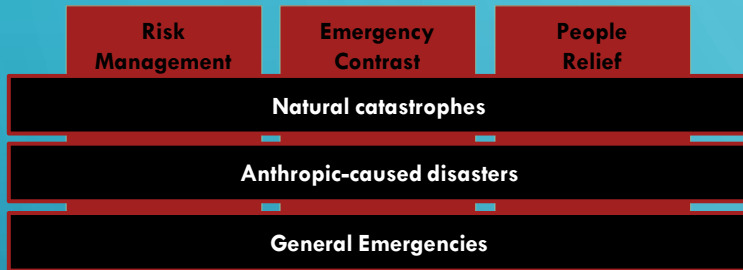 Risk
Management
Emergency
Contrast
People
Relief
Natural catastrophes
Anthropic-caused disasters
General Emergencies